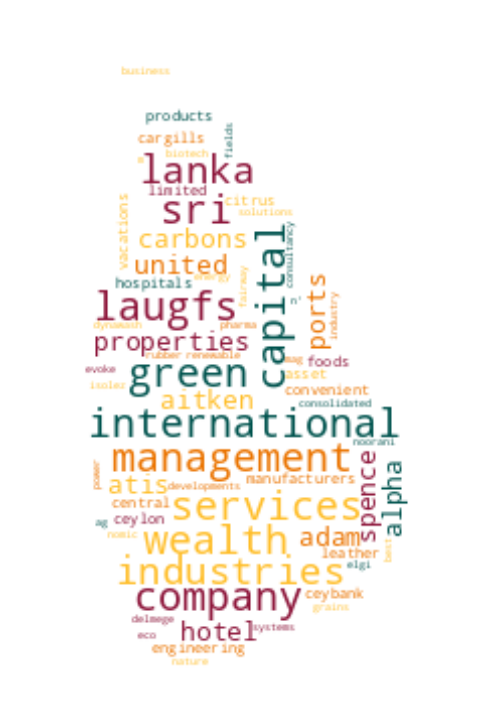 business
products
fields
cargills
biotech
lanka
limited
citrus
vacations
sri
solutions
consultancy
carbons
capital
united
energy
hospitals
fairway
ports
industry
laugfs
dynawash
pharma
properties
rubber
renewable
mag
foods
evoke
green
asset
isolez
convenient
aitken
consolidated
international
noorani
management
spence
alpha
power
atis
developments
manufacturers
central
services
ag
ceylon
nomic
wealth
adam
best
leather
industries
elgi
company
ceybank
grains
delmege
eco
hotel
systems
engineering
nature